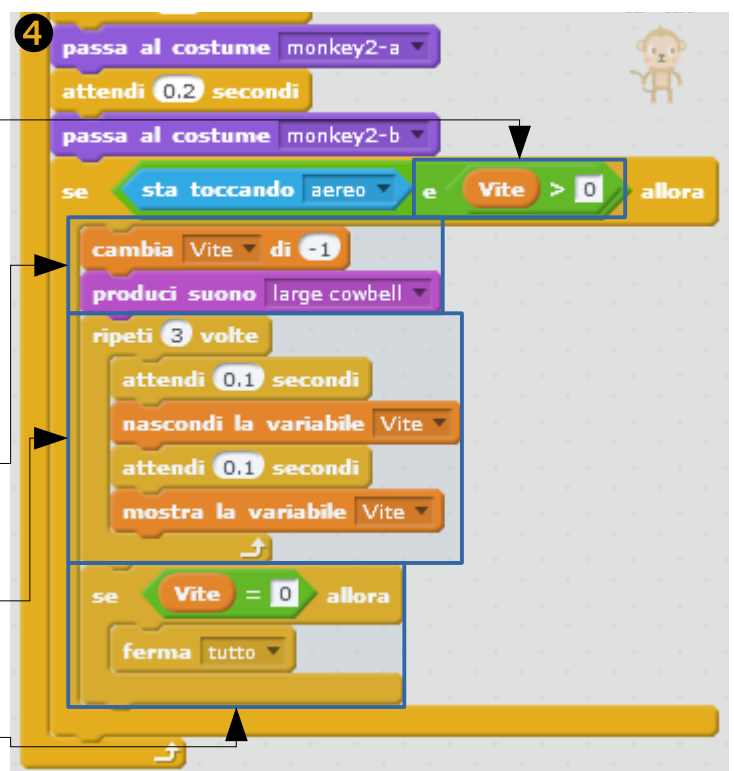 4
passa al costume monkey2-a
attendi 0.2 secondi
passa al costume monkey2-b
se sta toccando aereo e Vite > 0 allora
cambia Vite di -1
produci suono large cowbell
ripeti 3 volte
attendi 0.1 secondi
nascondi la variabile Vite
attendi 0.1 secondi
mostra la variabile Vite
se Vite = 0 allora
ferma tutto